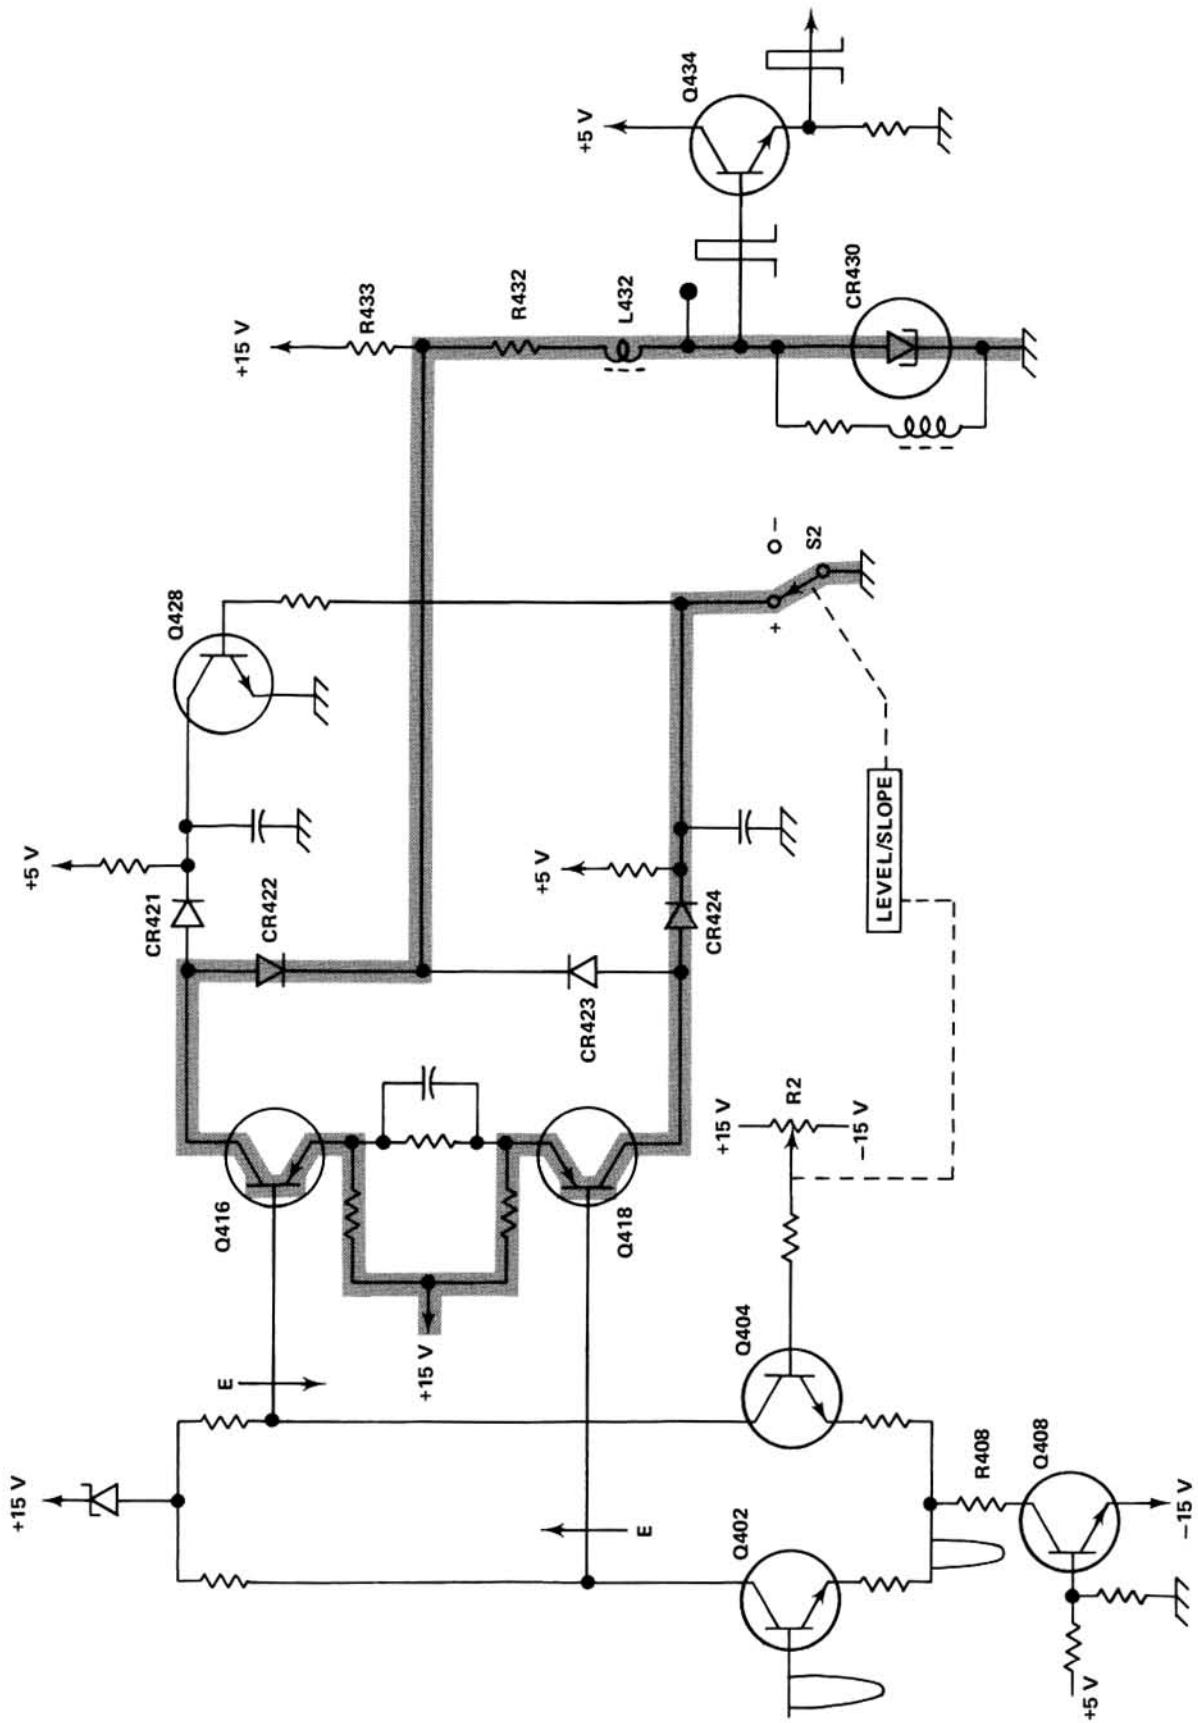 +15 V
E
E
Q402
Q404
R408
Q408
+5 V
-15 V
+15 V
Q416
Q418
+15 V
R2
-15 V
CR421
CR422
CR423
CR424
+5 V
+5 V
LEVEL/SLOPE
Q428
+
-
S2
+15 V
R433
R432
L432
CR430
+5 V
Q434